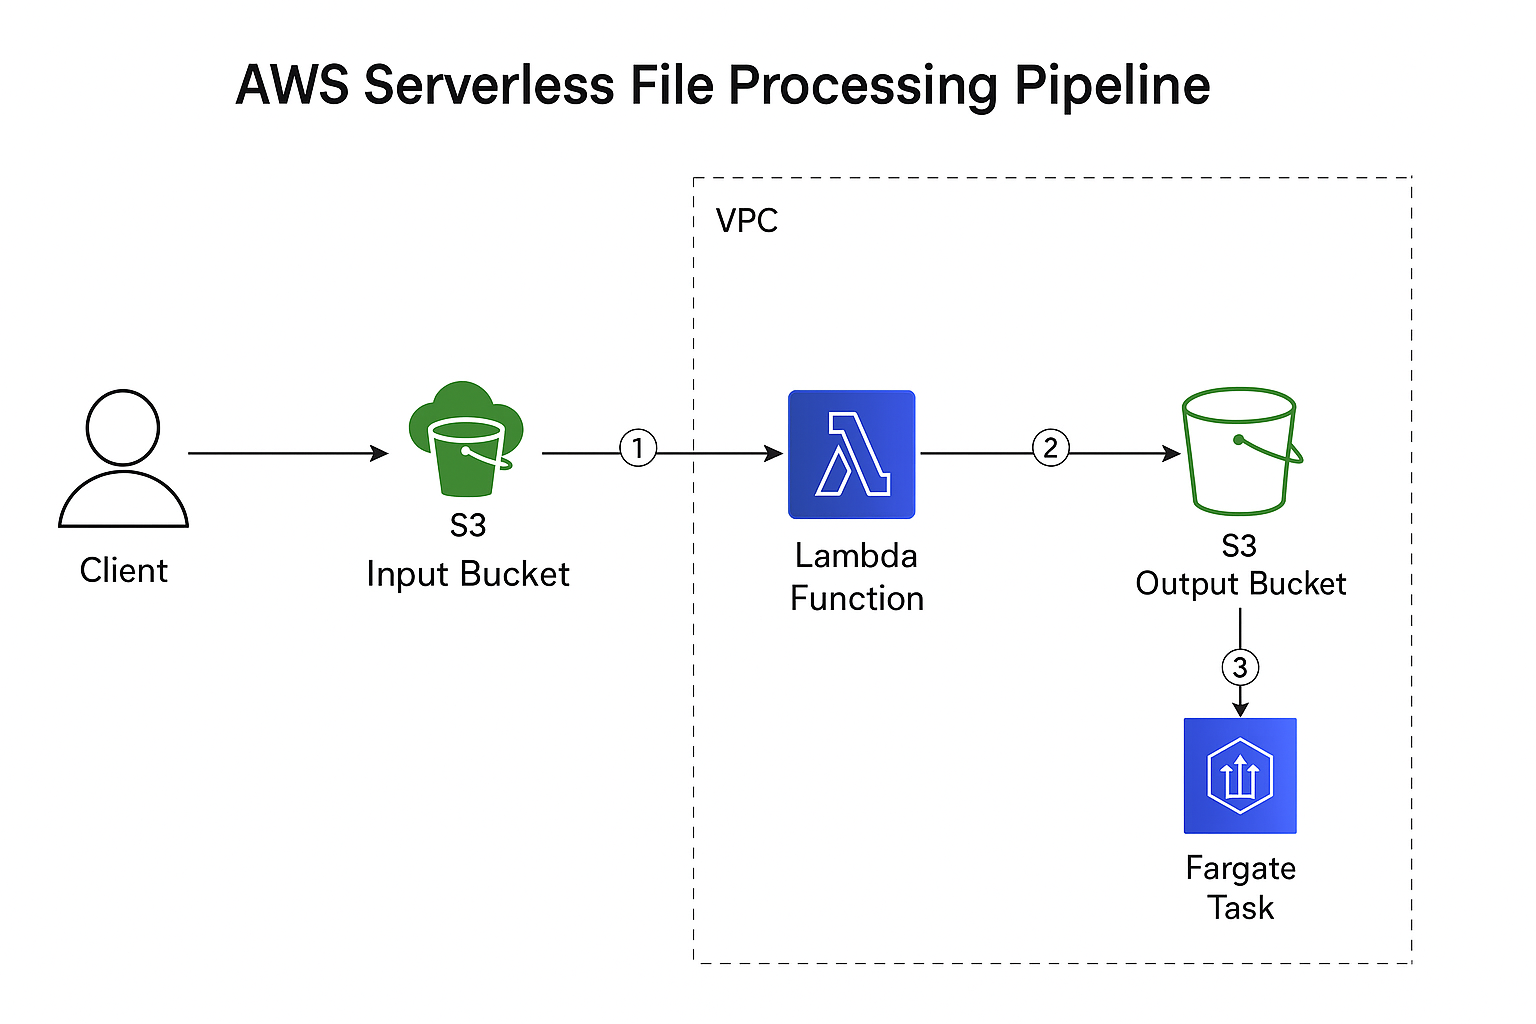 AWS Serverless File Processing Pipeline
VPC
Client
S3
Input Bucket
1
Lambda
Function
2
S3
Output Bucket
3
Fargate
Task